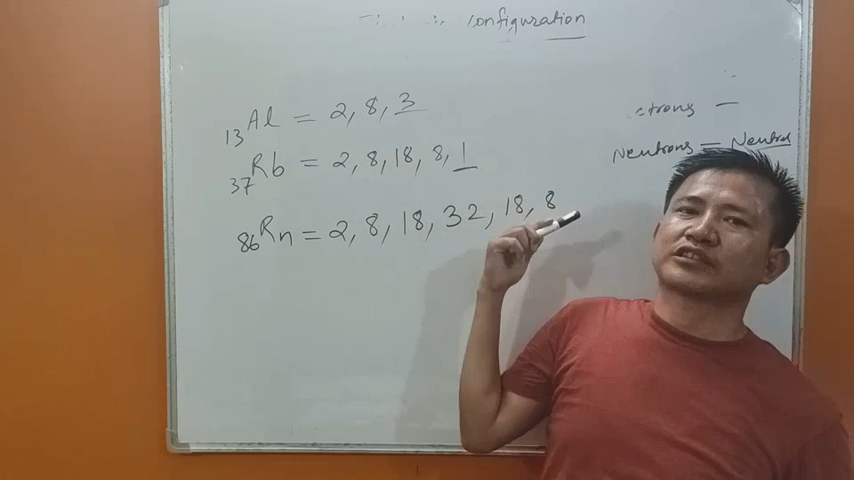 configuration
13Al = 2, 8, 3
37Rb = 2, 8, 18, 8, 1
86Rn = 2, 8, 18, 32, 18, 8
Neutrons = Neutral